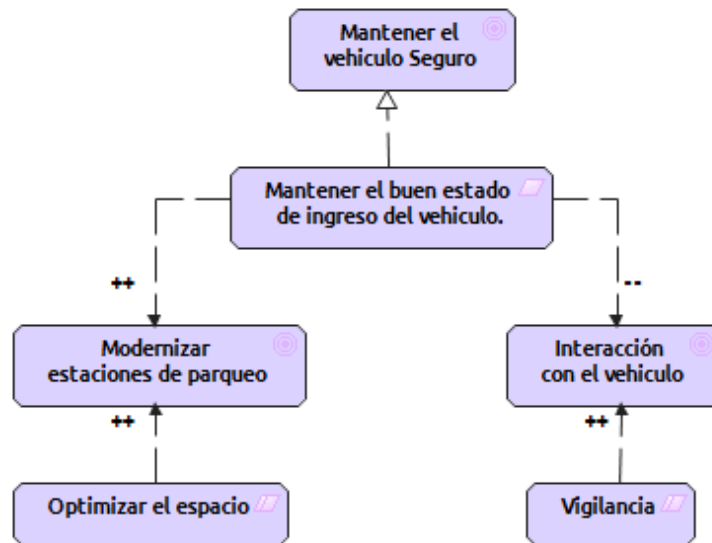 Mantener el
vehiculo Seguro
Mantener el buen estado
de ingreso del vehiculo.
++
--
Modernizar
estaciones de parqueo
Interacción
con el vehiculo
++
++
Optimizar el espacio
Vigilancia